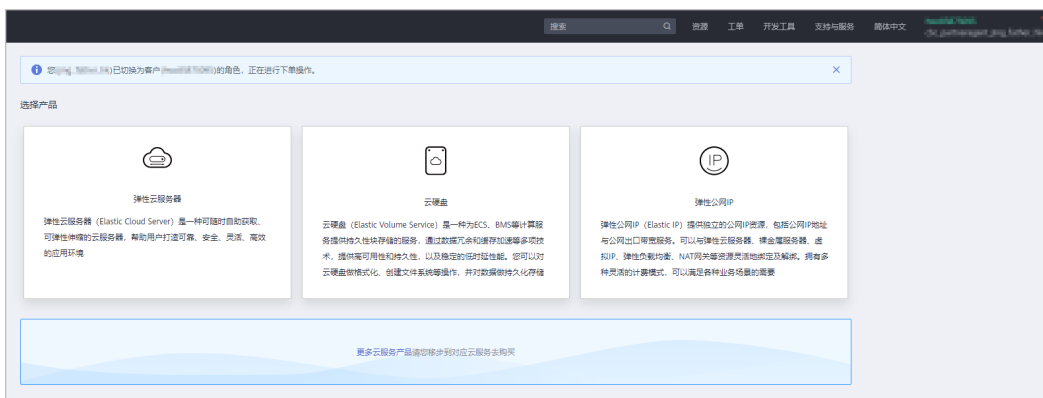 搜索
资源 工单 开发工具 支持与服务 简体中文
您 已切换为客户 的角色，正在进行下单操作。
选择产品
弹性云服务器
弹性云服务器（Elastic Cloud Server）是一种可随时自助获取、
可弹性伸缩的云服务器，帮助用户打造可靠、安全、灵活、高效
的应用环境
云硬盘
云硬盘（Elastic Volume Service）是一种为ECS、BMS等计算服
务提供持久性块存储的服务，通过数据冗余和缓存加速等多项技
术，提供高可用性和持久性，以及稳定的低时延性能。您可以对
云硬盘做格式化、创建文件系统等操作，并对数据做持久化存储
弹性公网IP
弹性公网IP（Elastic IP）提供独立的公网IP资源，包括公网IP地址
与公网出口带宽服务。可以与弹性云服务器、裸金属服务器、虚
拟IP、弹性负载均衡、NAT网关等资源灵活地绑定及解绑。拥有多
种灵活的计费模式，可以满足各种业务场景的需要
更多云服务产品请您移步到对应云服务去购买